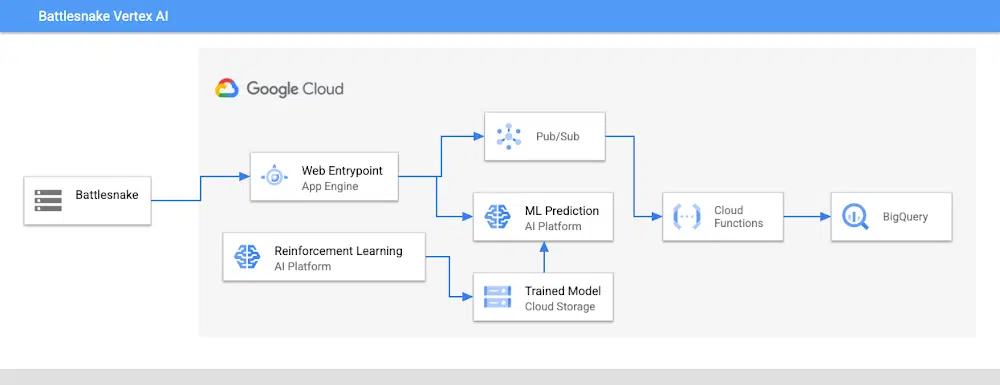 Battlesnake Vertex AI
Google Cloud
Pub/Sub
Web Entrypoint
App Engine
Battlesnake
ML Prediction
AI Platform
Cloud
Functions
BigQuery
Reinforcement Learning
AI Platform
Trained Model
Cloud Storage